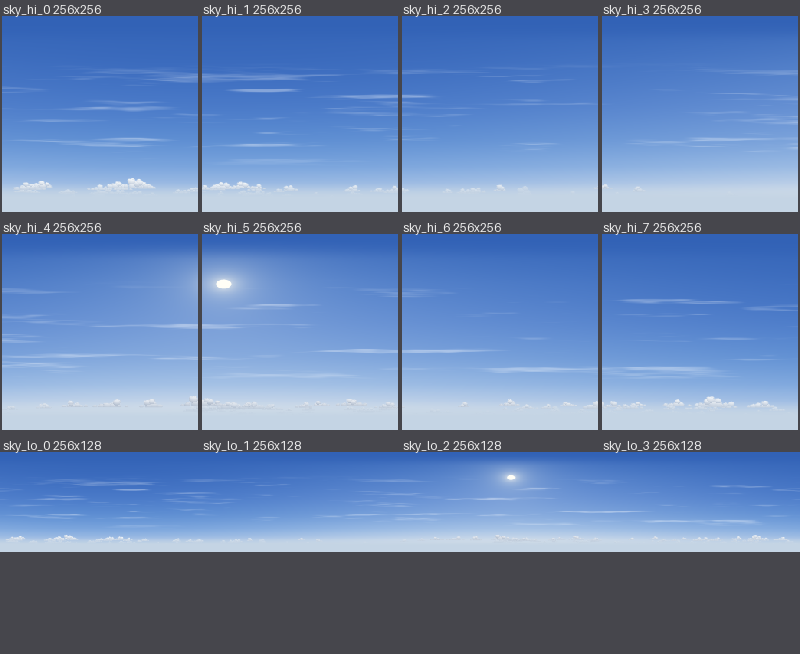 sky_hi_0 256x256
sky_hi_1 256x256
sky_hi_2 256x256
sky_hi_3 256x256
sky_hi_4 256x256
sky_hi_5 256x256
sky_hi_6 256x256
sky_hi_7 256x256
sky_lo_0 256x128
sky_lo_1 256x128
sky_lo_2 256x128
sky_lo_3 256x128